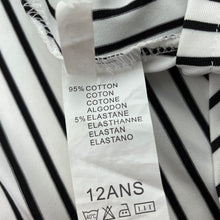 95%COTTON
COTON
COTONE
ALGODON
5%ELASTANE
ELASTHANNE
ELASTAN
ELASTANO
12ANS